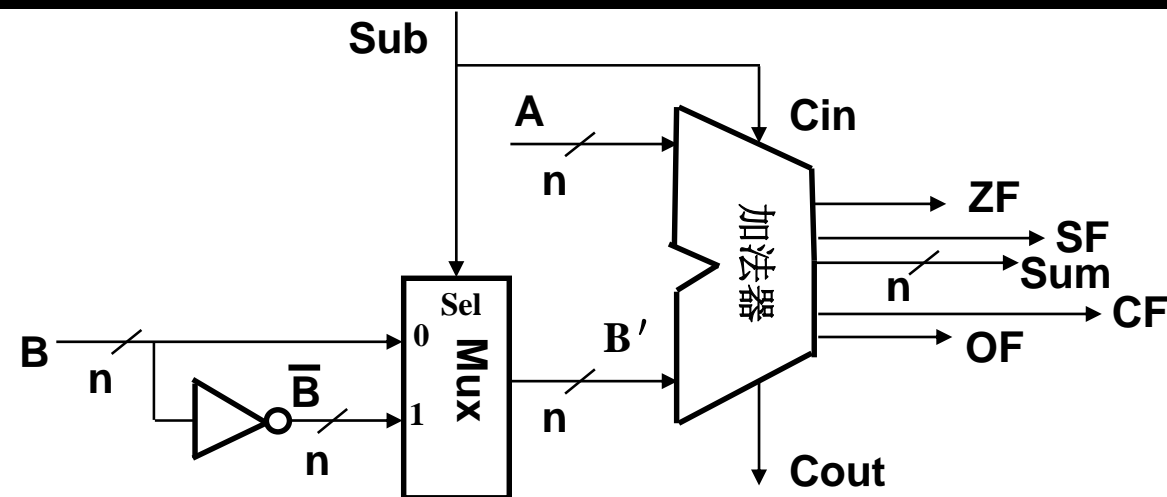 Sub
A
n
Cin
加法器
ZF
SF
n
Sum
CF
OF
Sel
0
Mux
1
B
n
B̅
n
B′
n
Cout